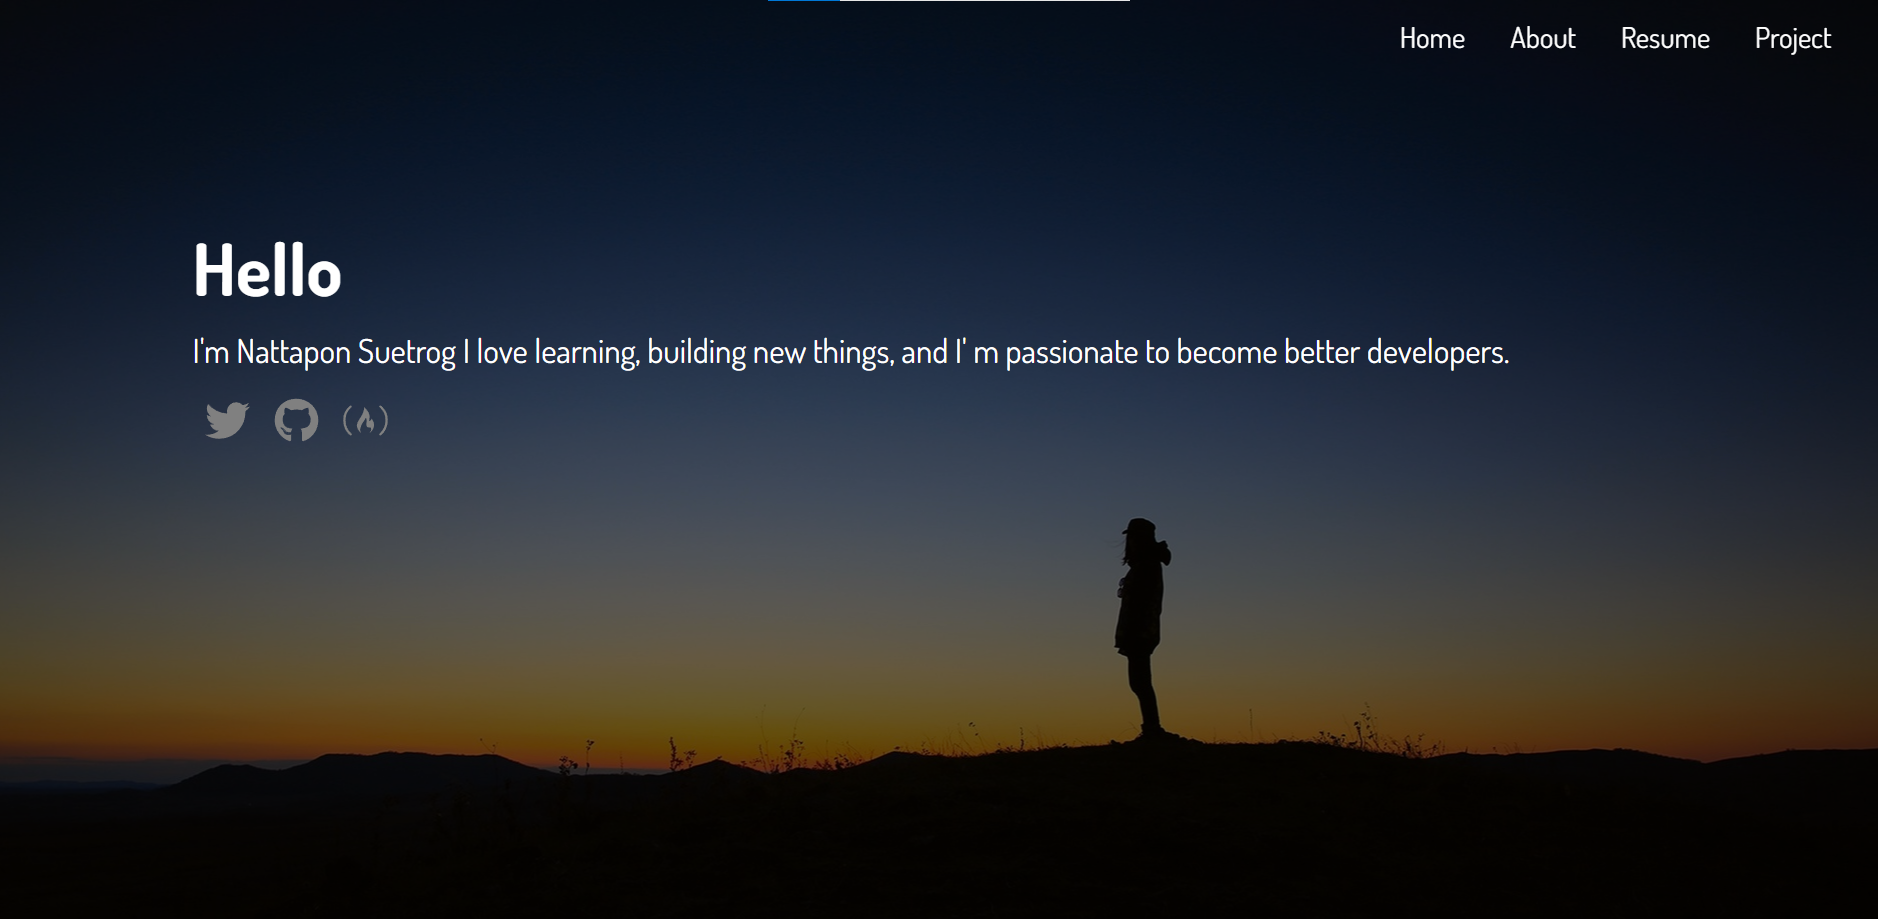 Home About Resume Project
Hello
I'm Nattapon Suetrog I love learning, building new things, and I' m passionate to become better developers.